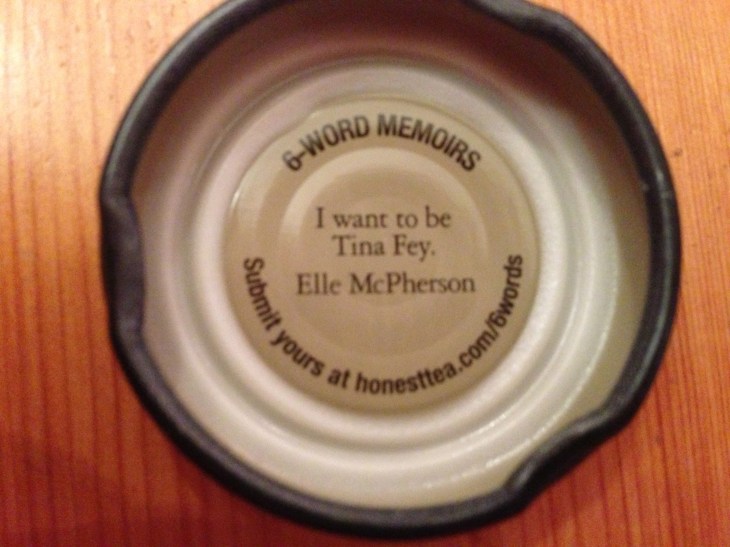 6-WORD MEMOIRS
I want to be
Tina Fey.
Elle McPherson
Submit yours at honesttea.com/6words